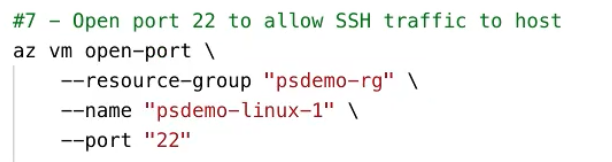 #7 - Open port 22 to allow SSH traffic to host
az vm open-port \
--resource-group "psdemo-rg" \
--name "psdemo-linux-1" \
--port "22"